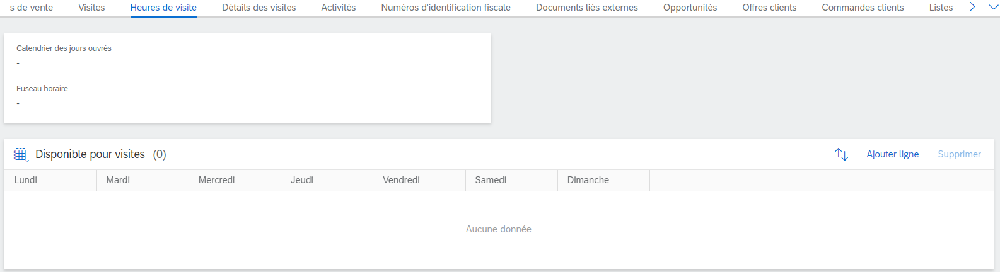 s de vente Visites Heures de visite Détails des visites Activités Numéros d'identification fiscale Documents liés externes Opportunités Offres clients Commandes clients Listes
Calendrier des jours ouvrés
-
Fuseau horaire
-
Disponible pour visites (0) Ajouter ligne Supprimer
Lundi Mardi Mercredi Jeudi Vendredi Samedi Dimanche
Aucune donnée